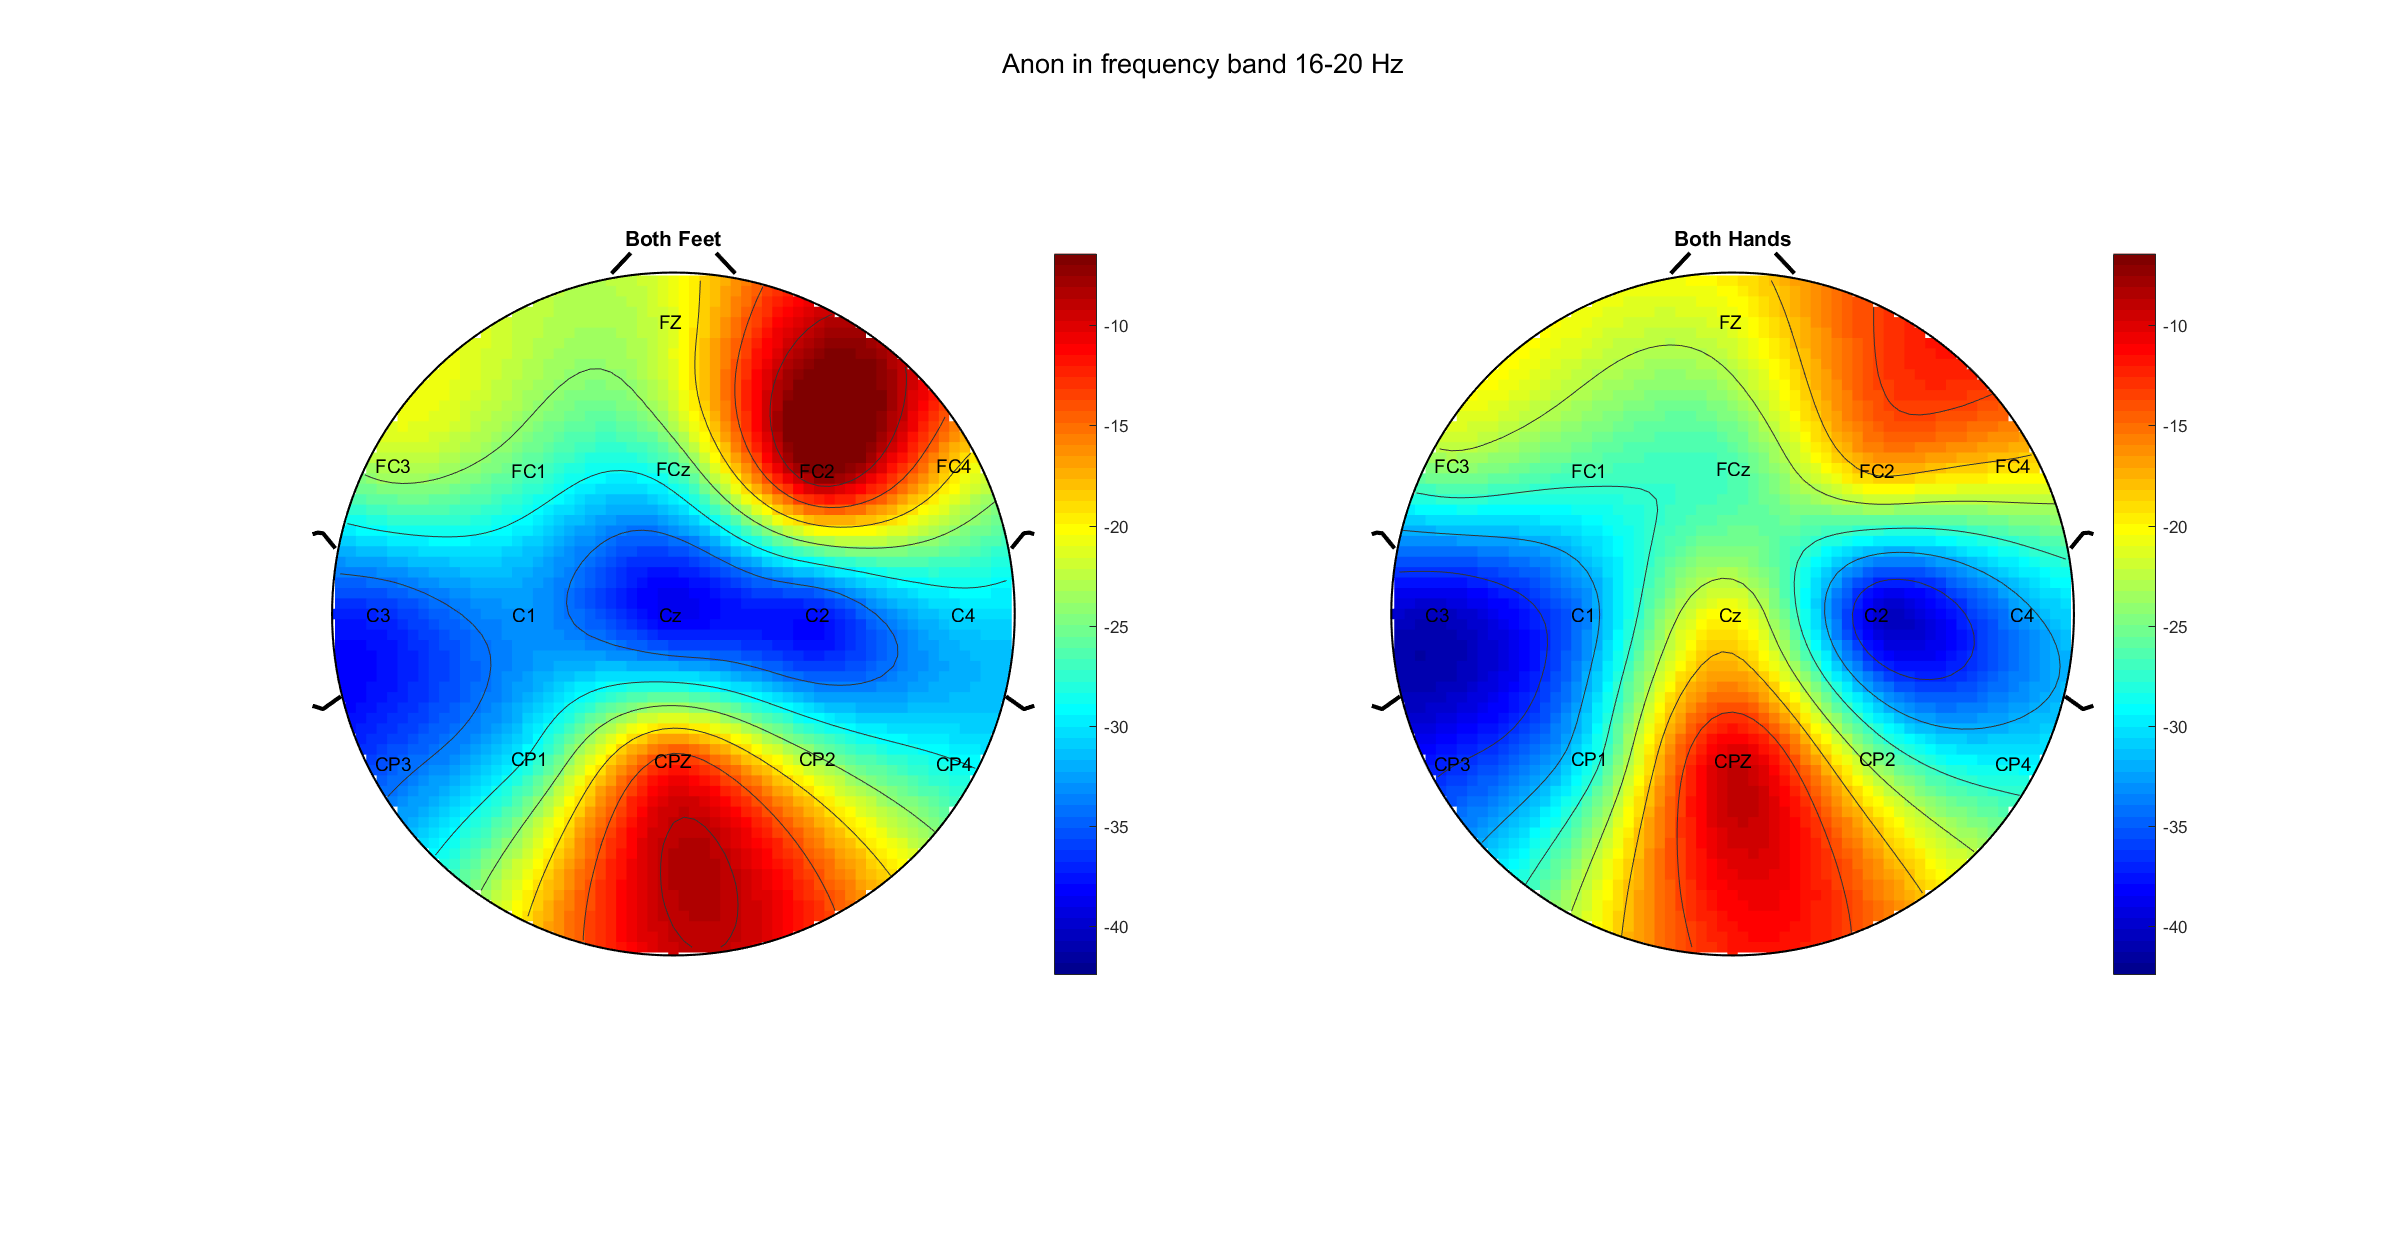 Anon in frequency band 16-20 Hz
Both Feet
FZ
FC3 FC1 FCz FC2 FC4
C3 C1 Cz C2 C4
CP3 CP1 CPZ CP2 CP4
-10
-15
-20
-25
-30
-35
-40
Both Hands
FZ
FC3 FC1 FCz FC2 FC4
C3 C1 Cz C2 C4
CP3 CP1 CPZ CP2 CP4
-10
-15
-20
-25
-30
-35
-40